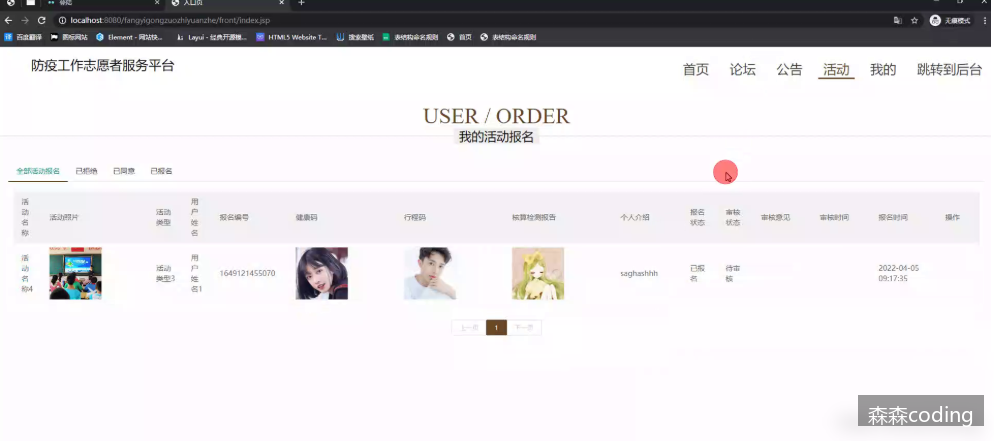 登陆
入口页
localhost:8080/fangyigongzuozhiyuanzhe/front/index.jsp
无痕模式
百度翻译 图标网站 Element - 网站快... Layui - 经典开源模... HTML5 Website T... 搜索壁纸 表结构命名规则 首页 表结构命名规则
防疫工作志愿者服务平台
首页 论坛 公告 活动 我的 跳转到后台
USER / ORDER
我的活动报名
全部活动报名 已拒绝 已同意 已报名
活动名称 活动照片 活动类型 用户姓名 报名编号 健康码 行程码 核算检测报告 个人介绍 报名状态 审核状态 审核意见 审核时间 报名时间 操作
活动名称4 活动类型3 用户姓名1 1649121455070 saghashhh 已报名 待审核 2022-04-05 09:17:35
上一页 1 下一页
森森coding